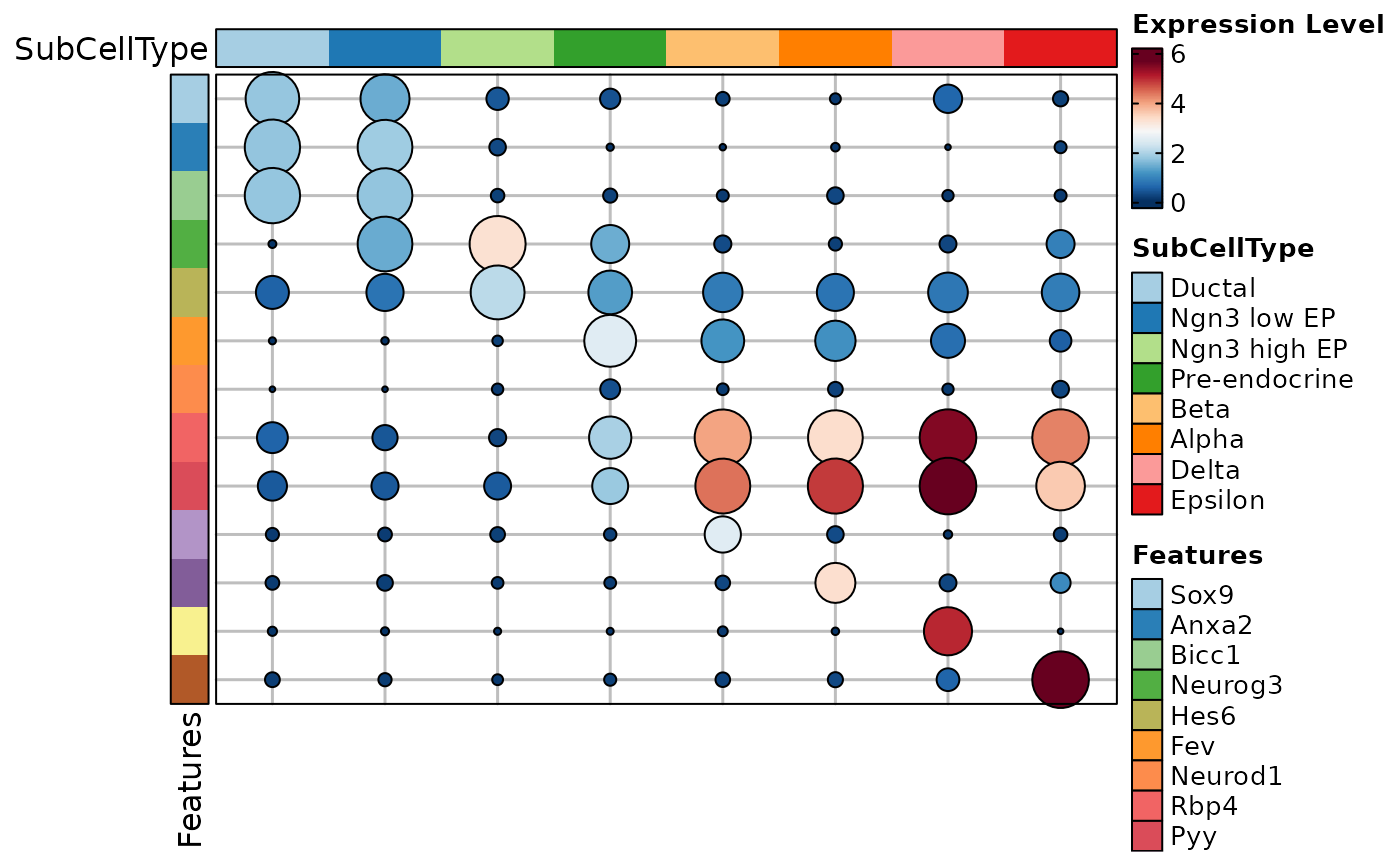 SubCellType
Features
Expression Level
6
4
2
0
SubCellType
Ductal
Ngn3 low EP
Ngn3 high EP
Pre-endocrine
Beta
Alpha
Delta
Epsilon
Features
Sox9
Anxa2
Bicc1
Neurog3
Hes6
Fev
Neurod1
Rbp4
Pyy